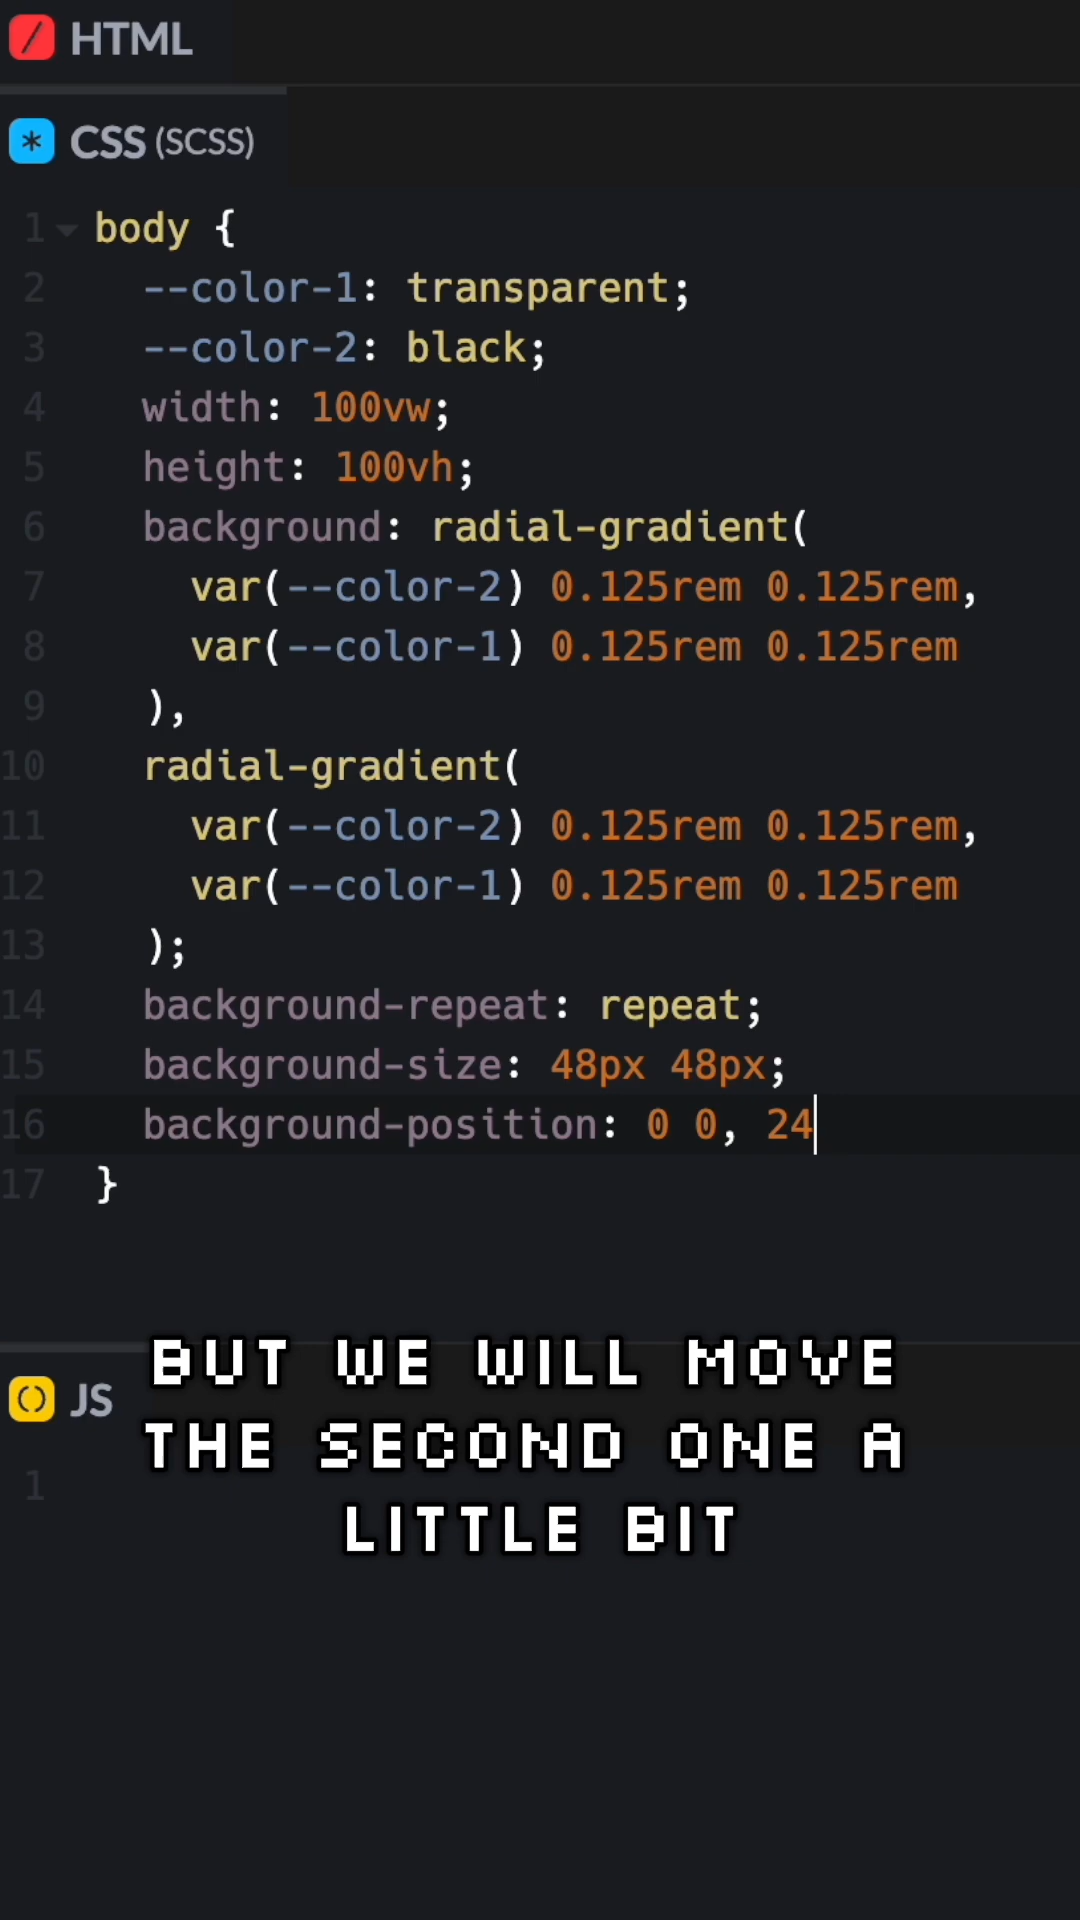 HTML
CSS (SCSS)
1 body {
2 --color-1: transparent;
3 --color-2: black;
4 width: 100vw;
5 height: 100vh;
6 background: radial-gradient(
7 var(--color-2) 0.125rem 0.125rem,
8 var(--color-1) 0.125rem 0.125rem
9 ),
10 radial-gradient(
11 var(--color-2) 0.125rem 0.125rem,
12 var(--color-1) 0.125rem 0.125rem
13 );
14 background-repeat: repeat;
15 background-size: 48px 48px;
16 background-position: 0 0, 24
17 }
BUT WE WILL MOVE
JS
THE SECOND ONE A
1
LITTLE BIT